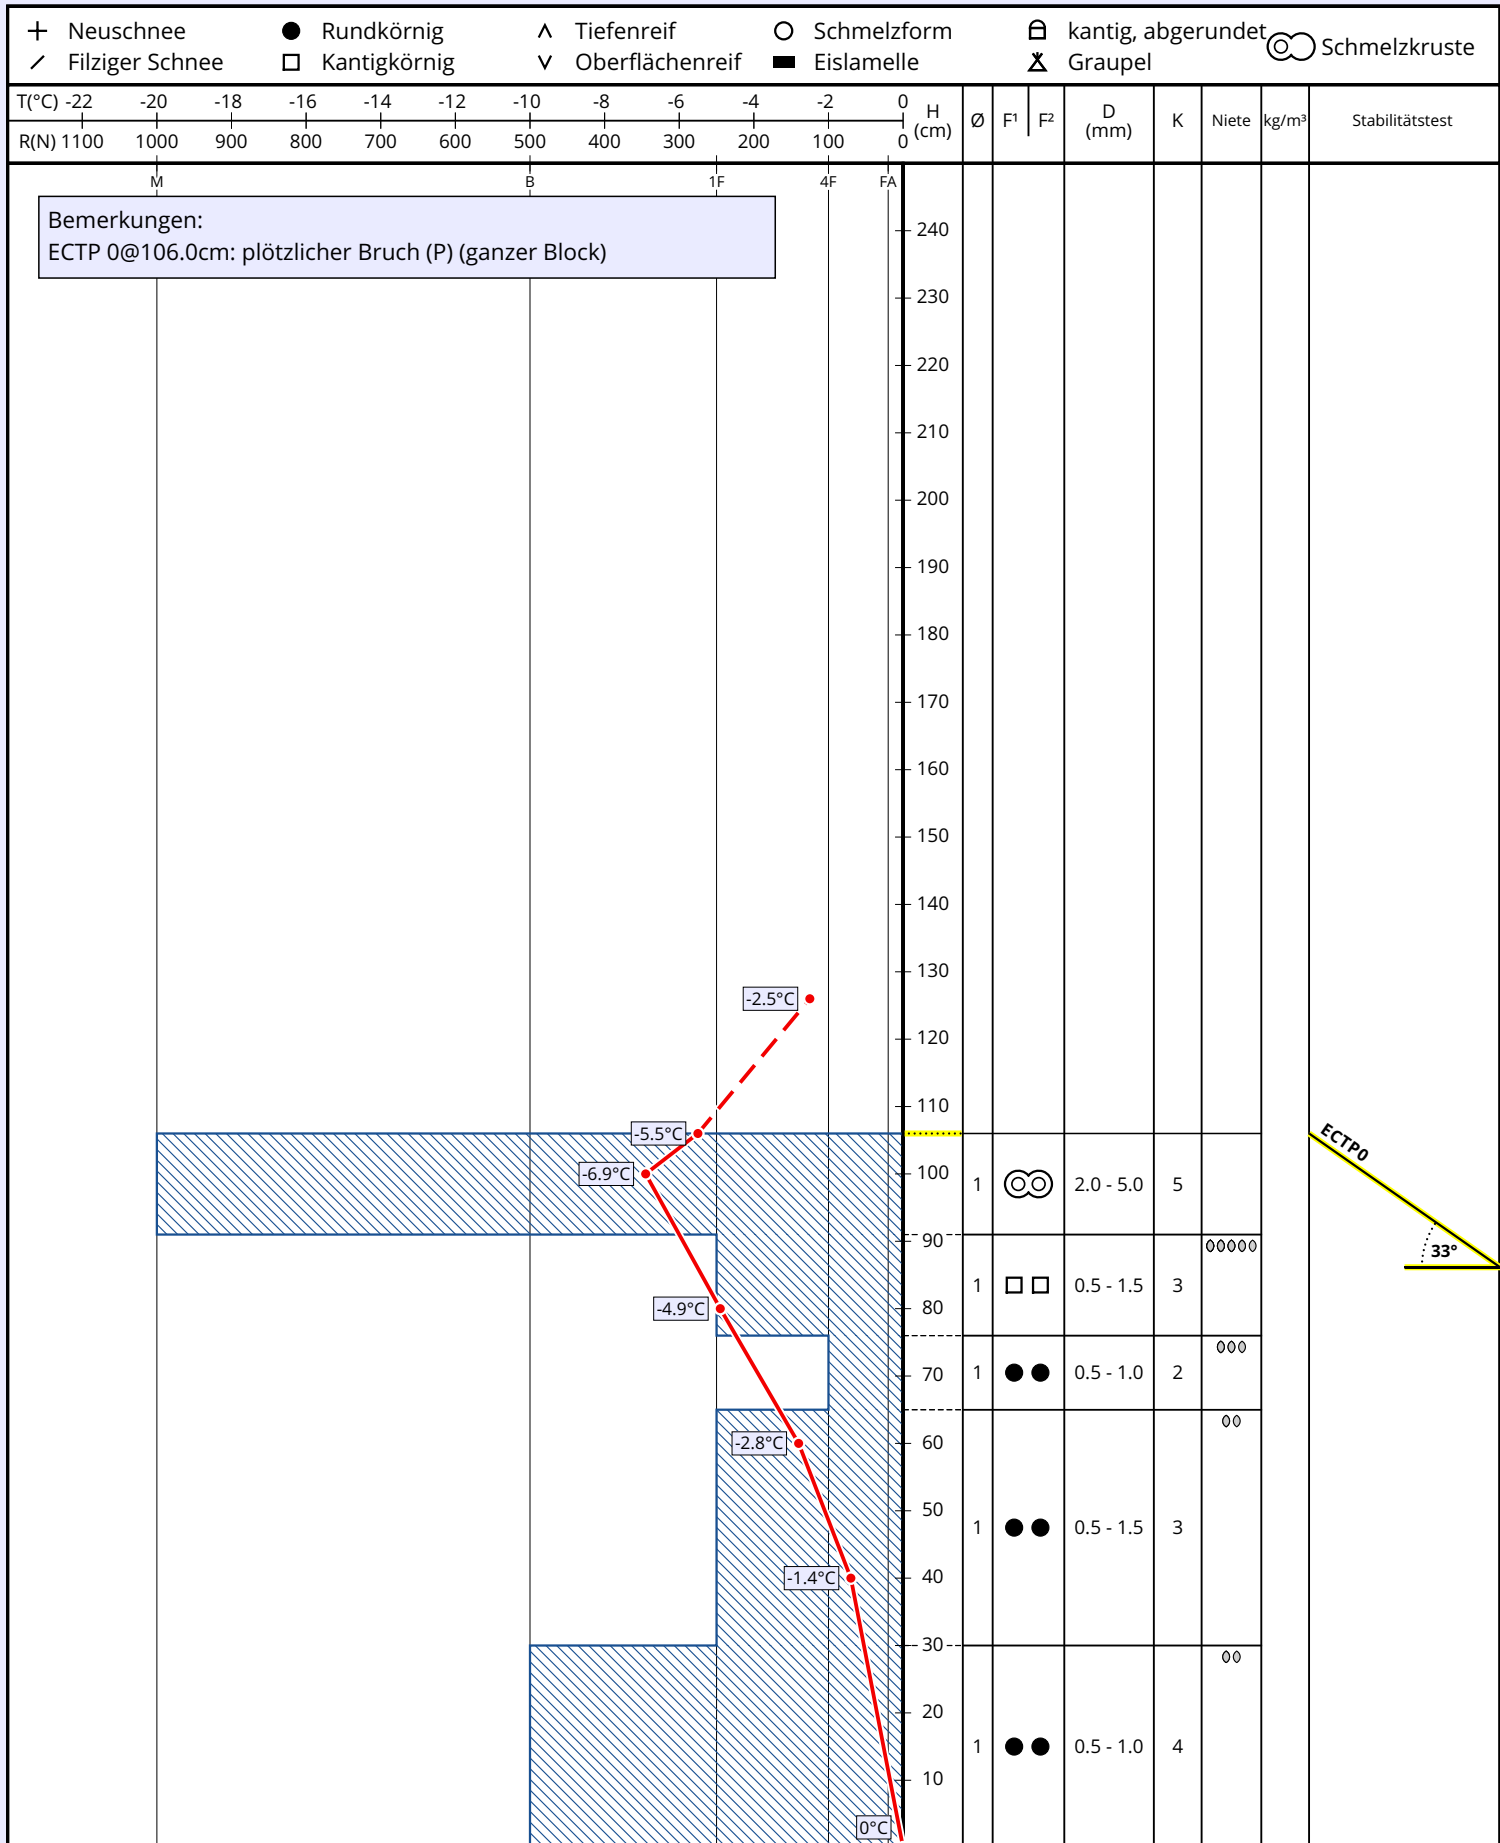 Neuschnee Rundkörnig Tiefenreif Schmelzform kantig, abgerundet Schmelzkruste
Filziger Schnee Kantigkörnig Oberflächenreif Eislamelle Graupel
T(°C) -22 -20 -18 -16 -14 -12 -10 -8 -6 -4 -2 0
R(N) 1100 1000 900 800 700 600 500 400 300 200 100 0
H (cm) Ø F¹ F² D (mm) K Niete kg/m³ Stabilitätstest
M B 1F 4F FA
Bemerkungen:
ECTP 0@106.0cm: plötzlicher Bruch (P) (ganzer Block)
240
230
220
210
200
190
180
170
160
150
140
130
-2.5°C
120
110
-5.5°C
ECTP0
-6.9°C 100
1 2.0 - 5.0 5
90
33°
1 0.5 - 1.5 3
-4.9°C 80
70 1 0.5 - 1.0 2
-2.8°C 60
50
1 0.5 - 1.5 3
-1.4°C 40
30
20
1 0.5 - 1.0 4
10
0°C